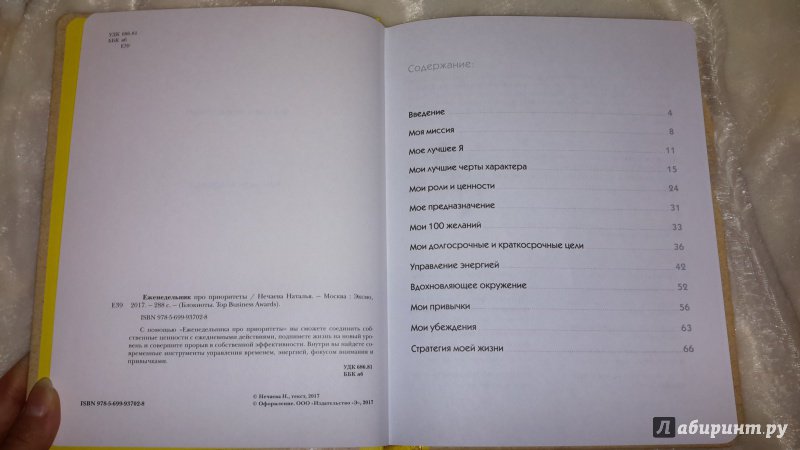 УДК 686.81
ББК я6
Е39
Еженедельник про приоритеты / Нечаева Наталья. – Москва : Эксмо,
Е39 2017. – 288 с. – (Блокноты. Top Business Awards).
ISBN 978-5-699-93702-8
С помощью «Еженедельника про приоритеты» вы сможете соединить соб-
ственные ценности с ежедневными действиями, поднимете жизнь на новый уро-
вень и совершите прорыв в собственной эффективности. Внутри вы найдете со-
временные инструменты управления временем, энергией, фокусом внимания и
привычками.
УДК 686.81
ББК я6
© Нечаева Н., текст, 2017
ISBN 978-5-699-93702-8
© Оформление. ООО «Издательство «Э», 2017
Содержание:
Введение 4
Моя миссия 8
Мое лучшее Я 11
Мои лучшие черты характера 15
Мои роли и ценности 24
Мое предназначение 31
Мои 100 желаний 33
Мои долгосрочные и краткосрочные цели 36
Управление энергией 42
Вдохновляющее окружение 52
Мои привычки 56
Мои убеждения 63
Стратегия моей жизни 66
Лабиринт.ру